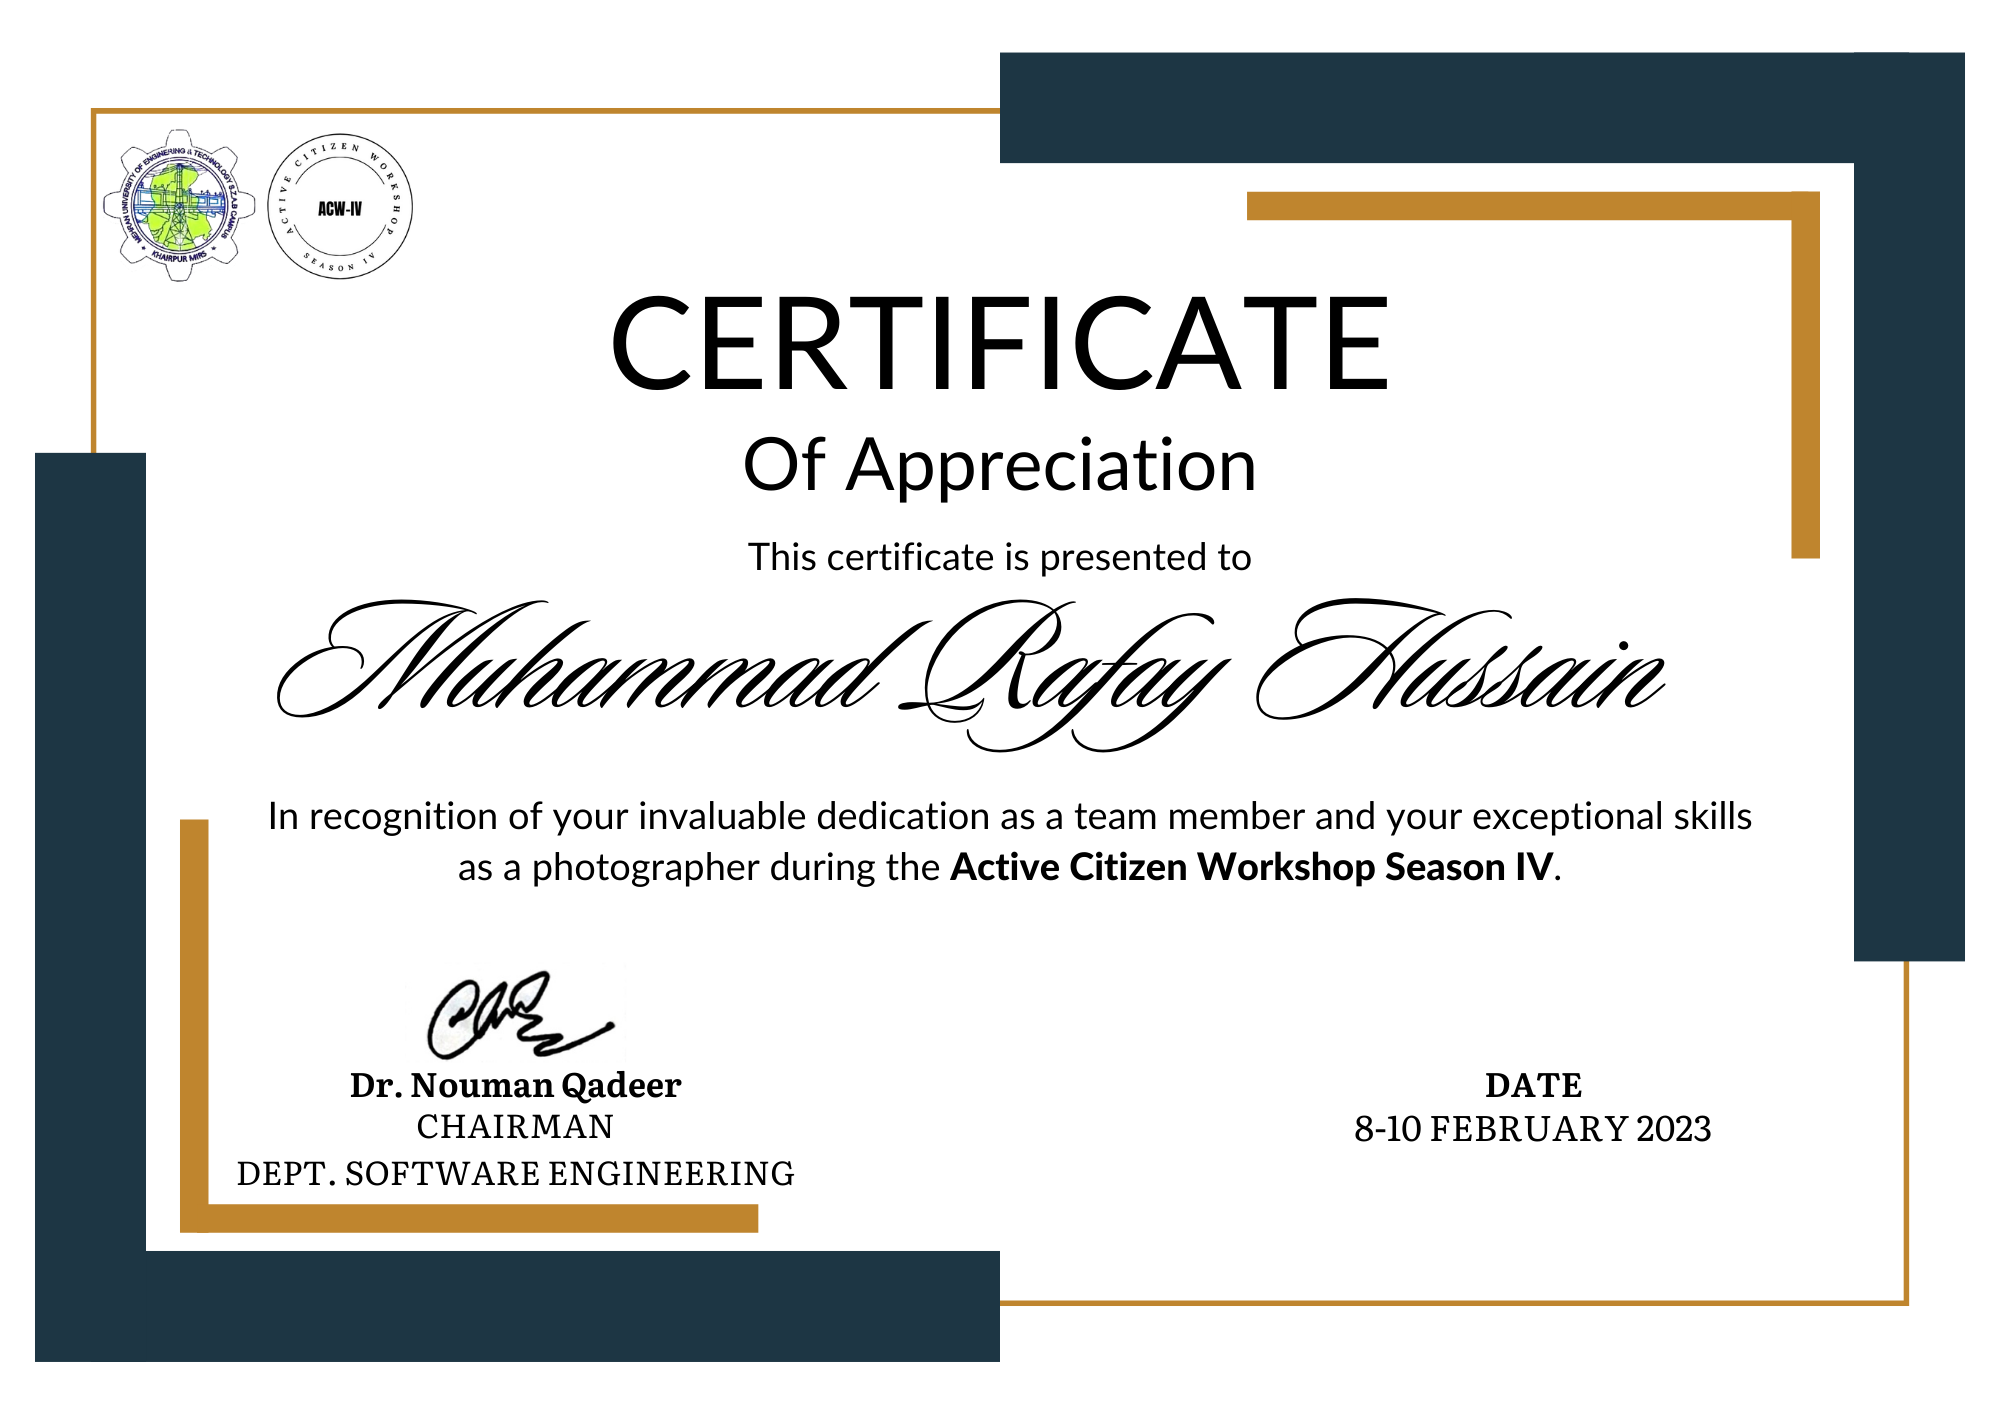 MEHRAN UNIVERSITY OF ENGINERING & TECHNOLOGY S.Z.A.B CAMPUS
KHAIRPUR MIRS
ACTIVE CITIZEN WORKSHOP
ACW-IV
SEASON IV
CERTIFICATE
Of Appreciation
This certificate is presented to
Muhammad Rafay Hussain
In recognition of your invaluable dedication as a team member and your exceptional skills
as a photographer during the Active Citizen Workshop Season IV.
Dr. Nouman Qadeer
CHAIRMAN
DEPT. SOFTWARE ENGINEERING
DATE
8-10 FEBRUARY 2023